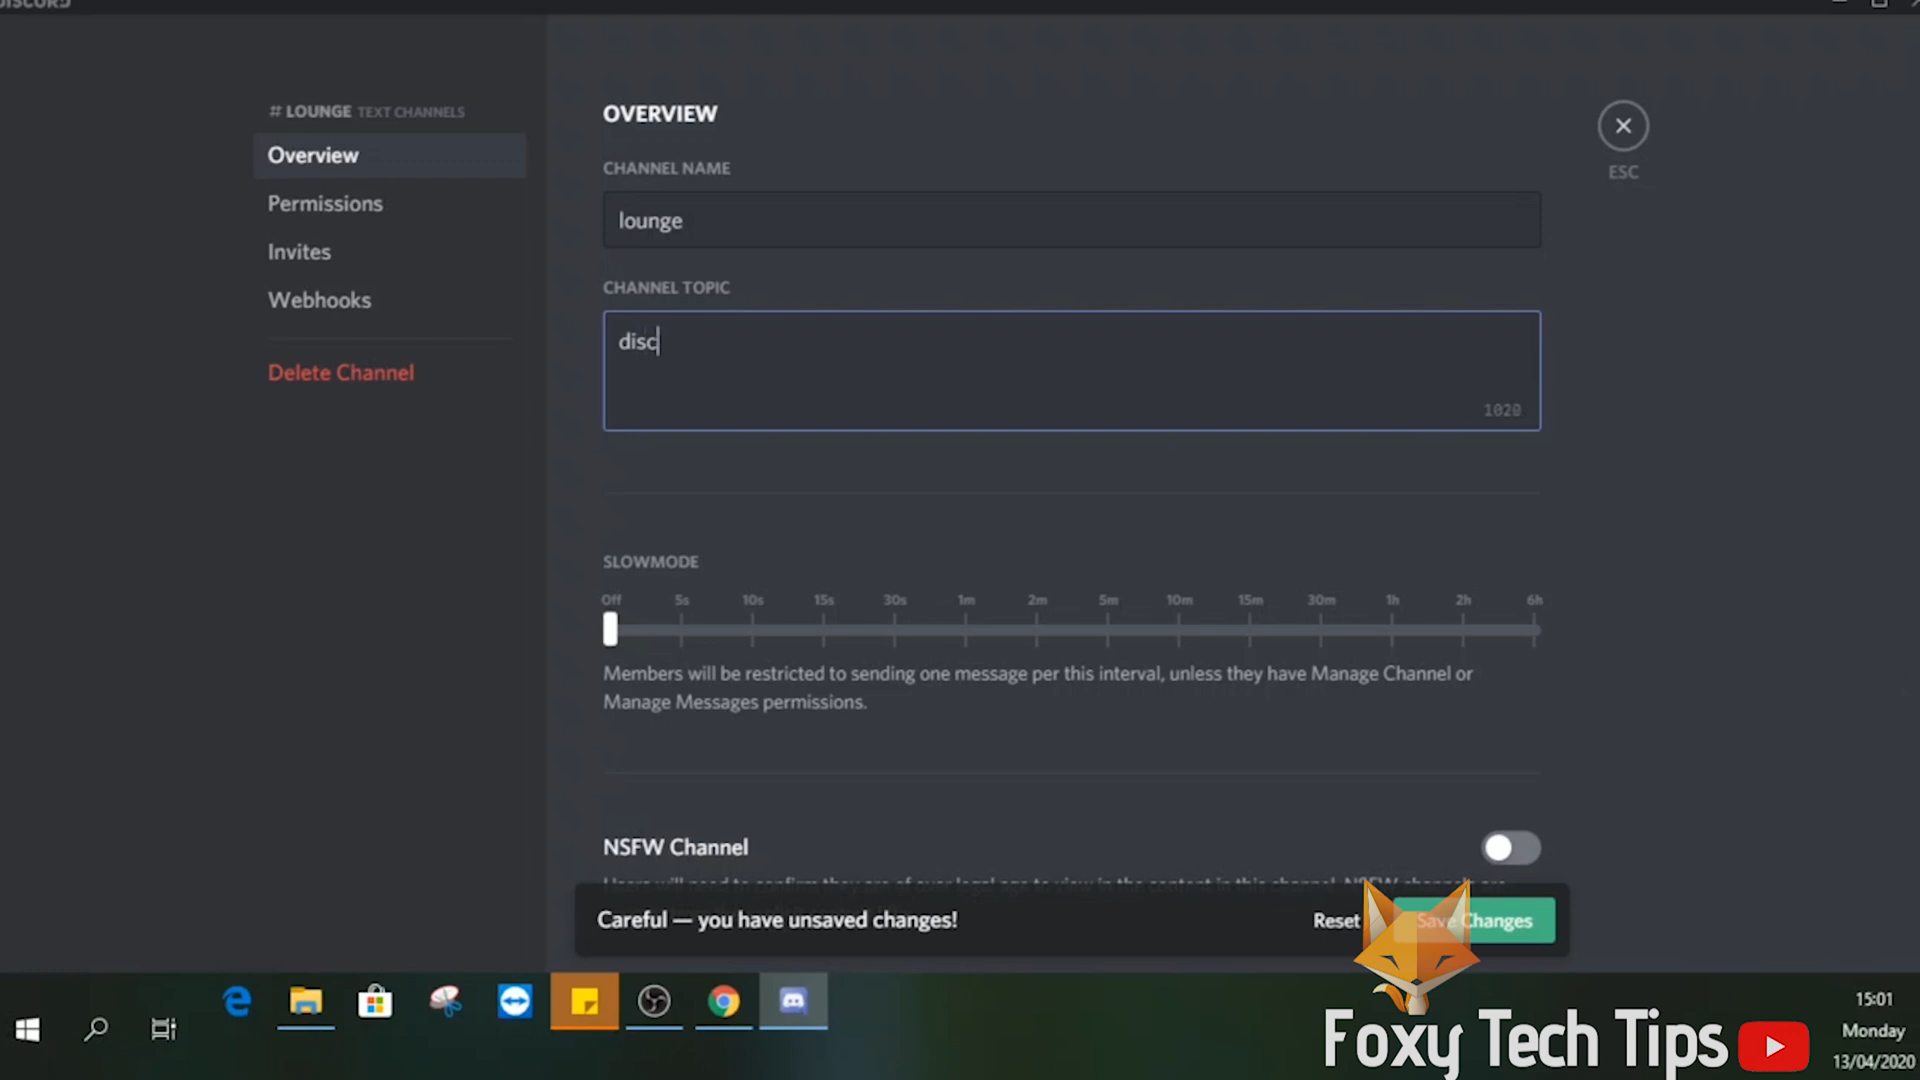 # LOUNGE TEXT CHANNELS
Overview
Permissions
Invites
Webhooks
Delete Channel
OVERVIEW
ESC
CHANNEL NAME
lounge
CHANNEL TOPIC
disc
1020
SLOWMODE
Off 5s 10s 15s 30s 1m 2m 5m 10m 15m 30m 1h 2h 6h
Members will be restricted to sending one message per this interval, unless they have Manage Channel or
Manage Messages permissions.
NSFW Channel
Careful — you have unsaved changes!
Reset
Save Changes
Foxy Tech Tips
15:01
Monday
13/04/2020